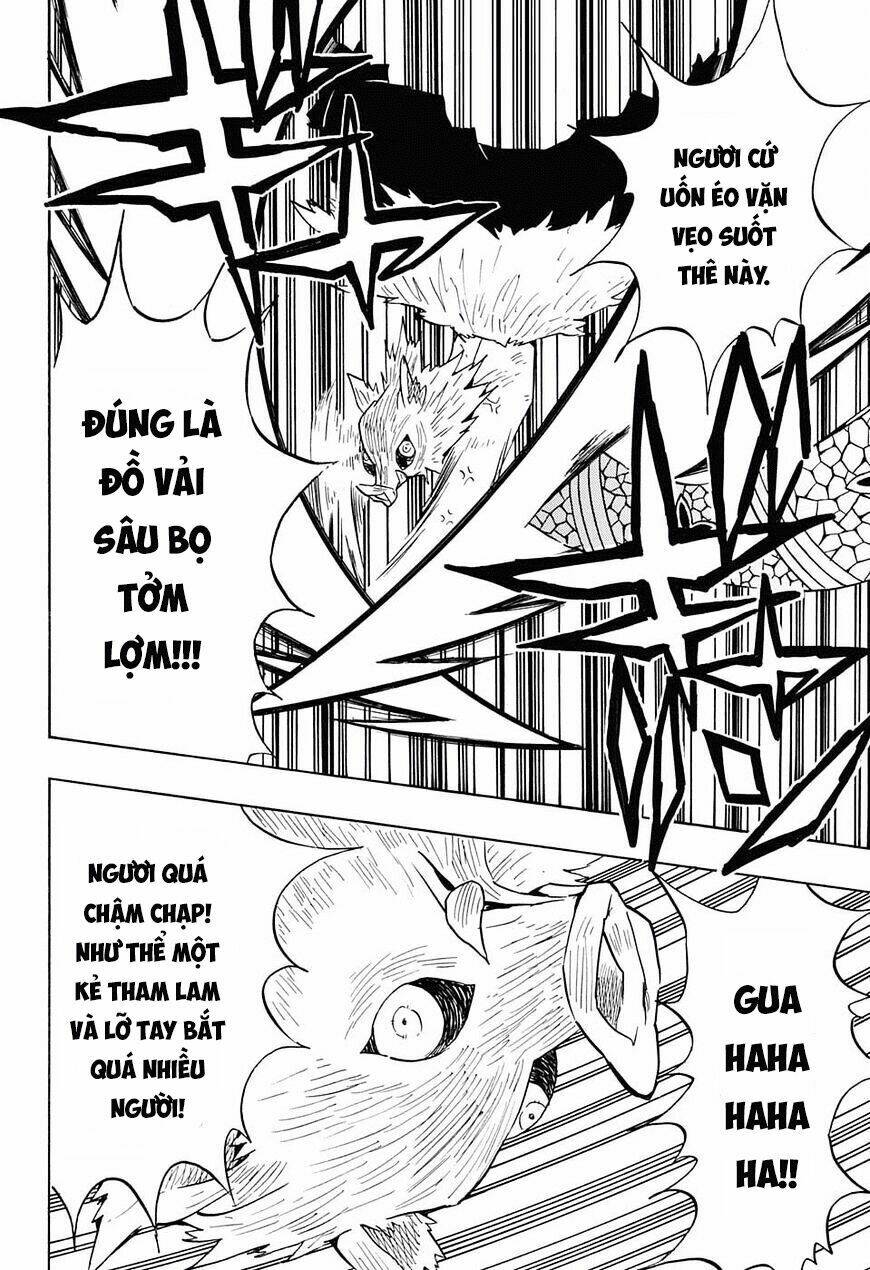 NGƯƠI CỨ
UỐN ÉO VẶN
VẸO SUỐT
THÊ NÀY.
ĐÚNG LÀ
ĐỒ VẢI
SÂU BỌ
TỞM
LỢM!!!
GUA
HAHA
HAHA
HA!!
NGƯƠI QUÁ
CHẬM CHẠP!
NHƯ THỂ MỘT
KẺ THAM LAM
VÀ LỠ TAY BẮT
QUÁ NHIỀU
NGƯỜI!